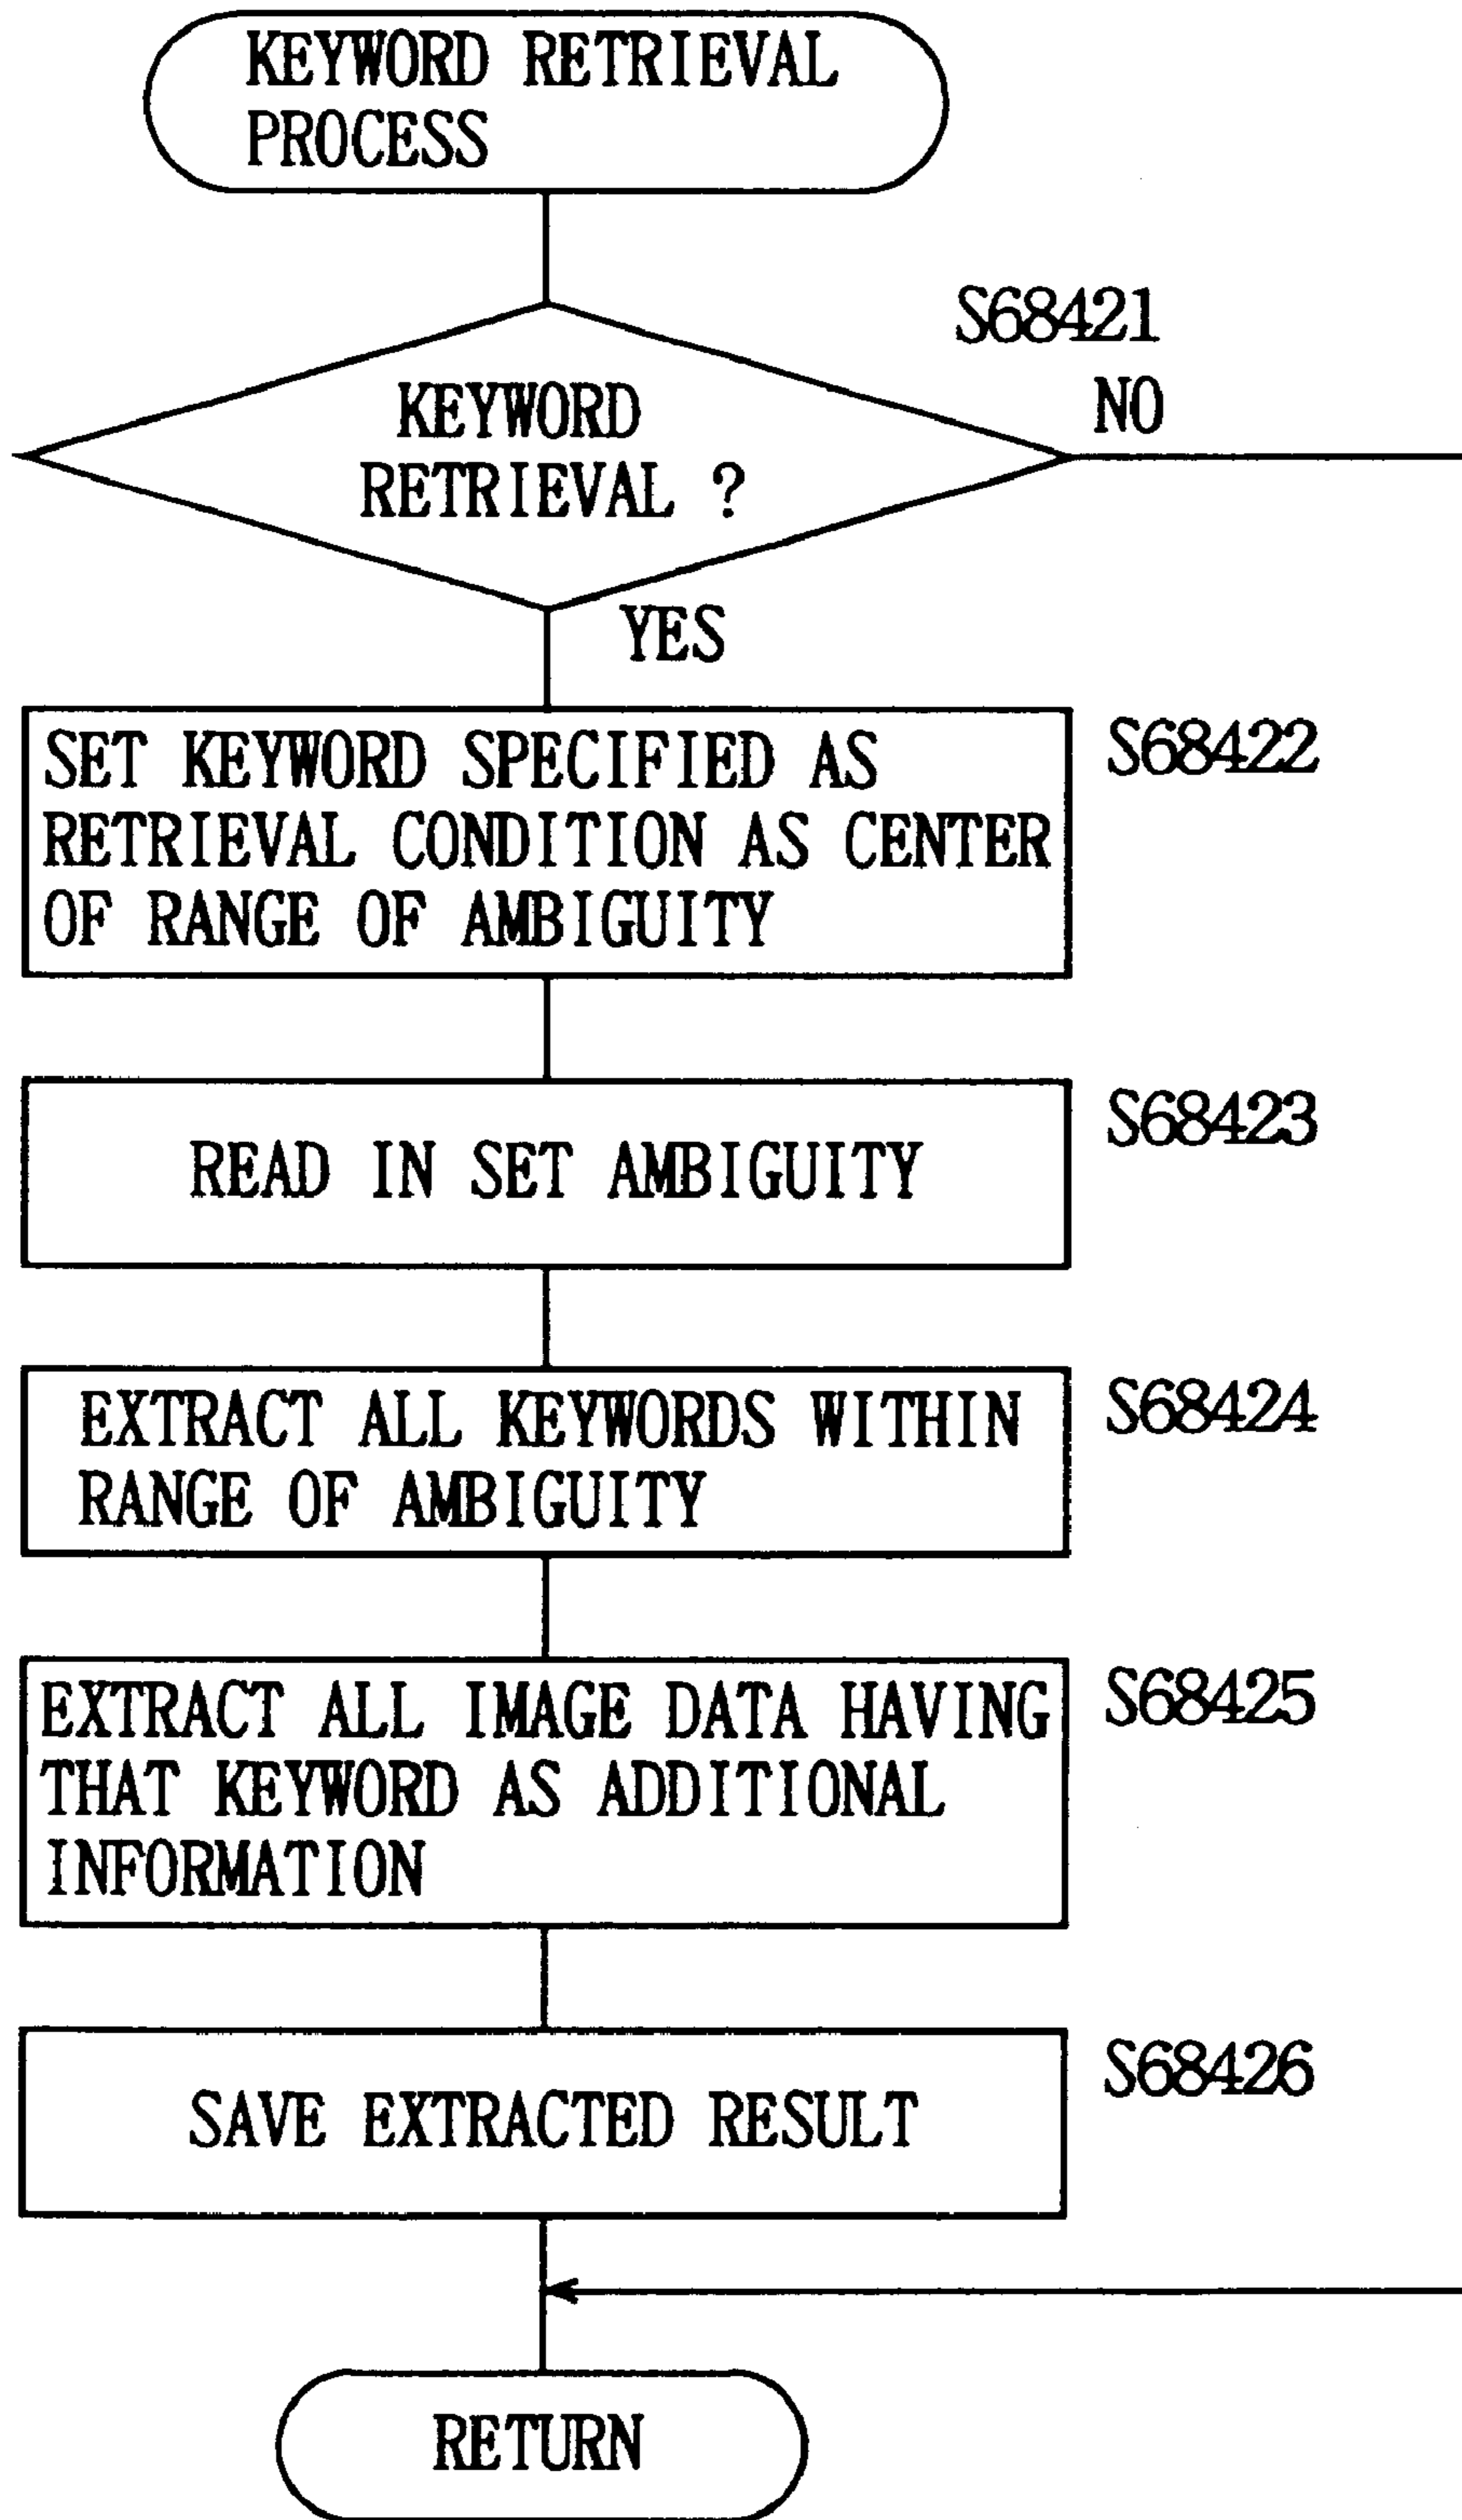 KEYWORD RETRIEVAL
PROCESS
S68421
KEYWORD
RETRIEVAL ?
NO
YES
SET KEYWORD SPECIFIED AS
RETRIEVAL CONDITION AS CENTER
OF RANGE OF AMBIGUITY
S68422
READ IN SET AMBIGUITY
S68423
EXTRACT ALL KEYWORDS WITHIN
RANGE OF AMBIGUITY
S68424
EXTRACT ALL IMAGE DATA HAVING
THAT KEYWORD AS ADDITIONAL
INFORMATION
S68425
SAVE EXTRACTED RESULT
S68426
RETURN